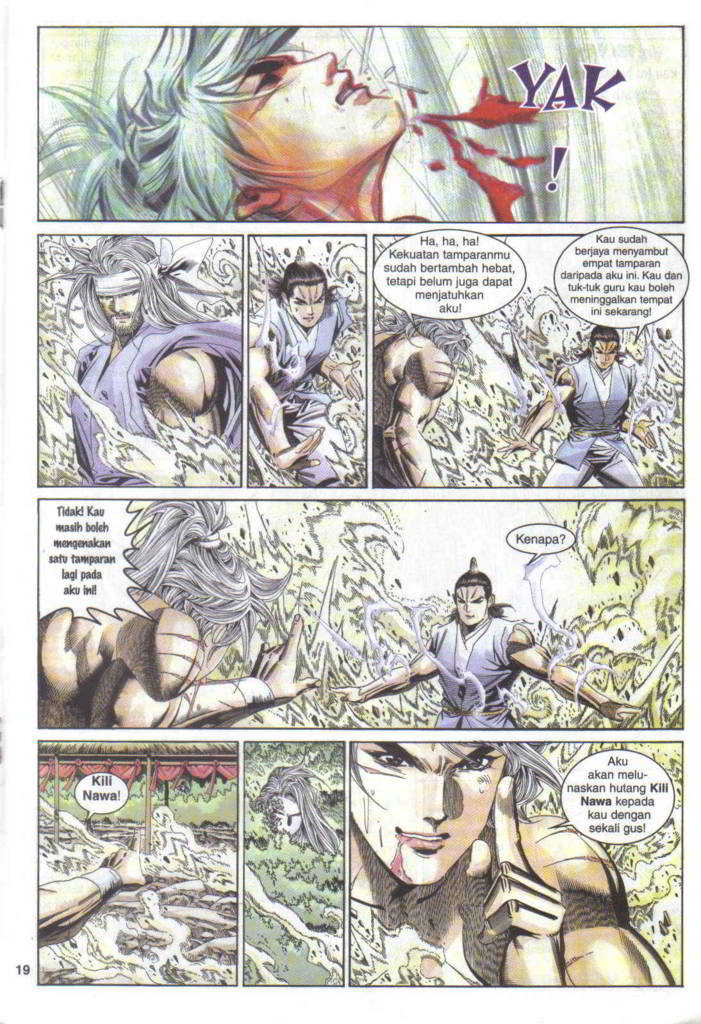 YAK
!
Ha, ha, ha!
Kekuatan tamparanmu
sudah bertambah hebat,
tetapi belum juga dapat
menjatuhkan
aku!
Kau sudah
berjaya menyambut
empat tamparan
daripada aku ini. Kau dan
tuk-tuk guru kau boleh
meninggalkan tempat
ini sekarang!
Tidak! Kau
masih boleh
mengenakan
satu tamparan
lagi pada
aku ini!
Kenapa?
Kili
Nawa!
Aku
akan melu-
naskan hutang Kili
Nawa kepada
kau dengan
sekali gus!
19